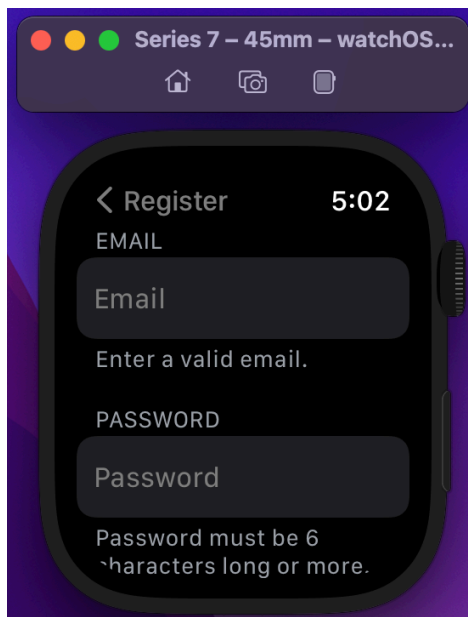 Series 7 – 45mm – watchOS...
Register 5:02
EMAIL
Email
Enter a valid email.
PASSWORD
Password
Password must be 6
characters long or more.